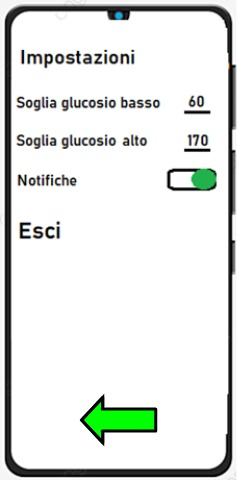 Impostazioni
Soglia glucosio basso 60
Soglia glucosio alto 170
Notifiche
Esci